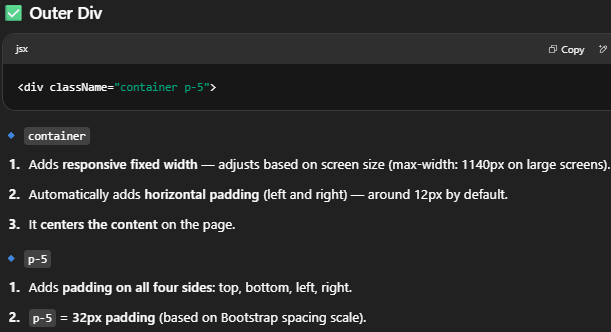 ✅ Outer Div
jsx
Copy
<div className="container p-5">
container
1. Adds responsive fixed width — adjusts based on screen size (max-width: 1140px on large screens).
2. Automatically adds horizontal padding (left and right) — around 12px by default.
3. It centers the content on the page.
p-5
1. Adds padding on all four sides: top, bottom, left, right.
2. p-5 = 32px padding (based on Bootstrap spacing scale).